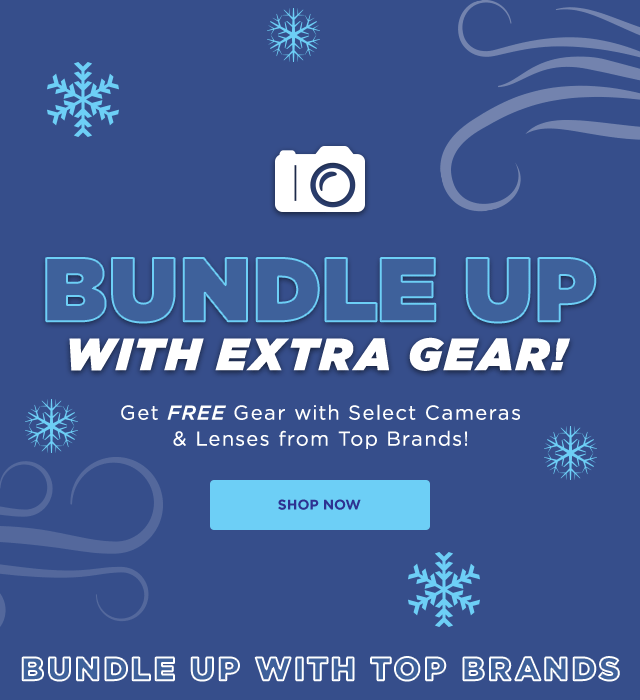 BUNDLE UP
WITH EXTRA GEAR!
Get FREE Gear with Select Cameras
& Lenses from Top Brands!
SHOP NOW
BUNDLE UP WITH TOP BRANDS